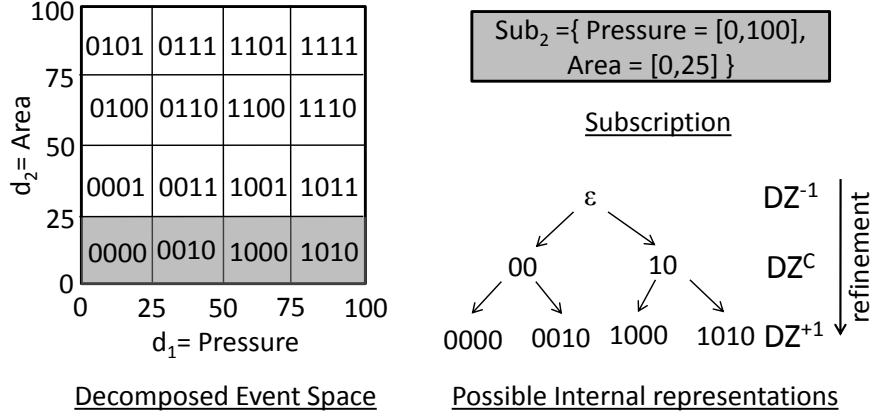 100
75
50
25
0
d₂= Area
0101 0111 1101 1111
0100 0110 1100 1110
0001 0011 1001 1011
0000 0010 1000 1010
0 25 50 75 100
d₁= Pressure
Decomposed Event Space
Sub₂ ={ Pressure = [0,100],
Area = [0,25] }
Subscription
ε DZ⁻¹
00 10 DZᶜ
0000 0010 1000 1010 DZ⁺¹
refinement
Possible Internal representations